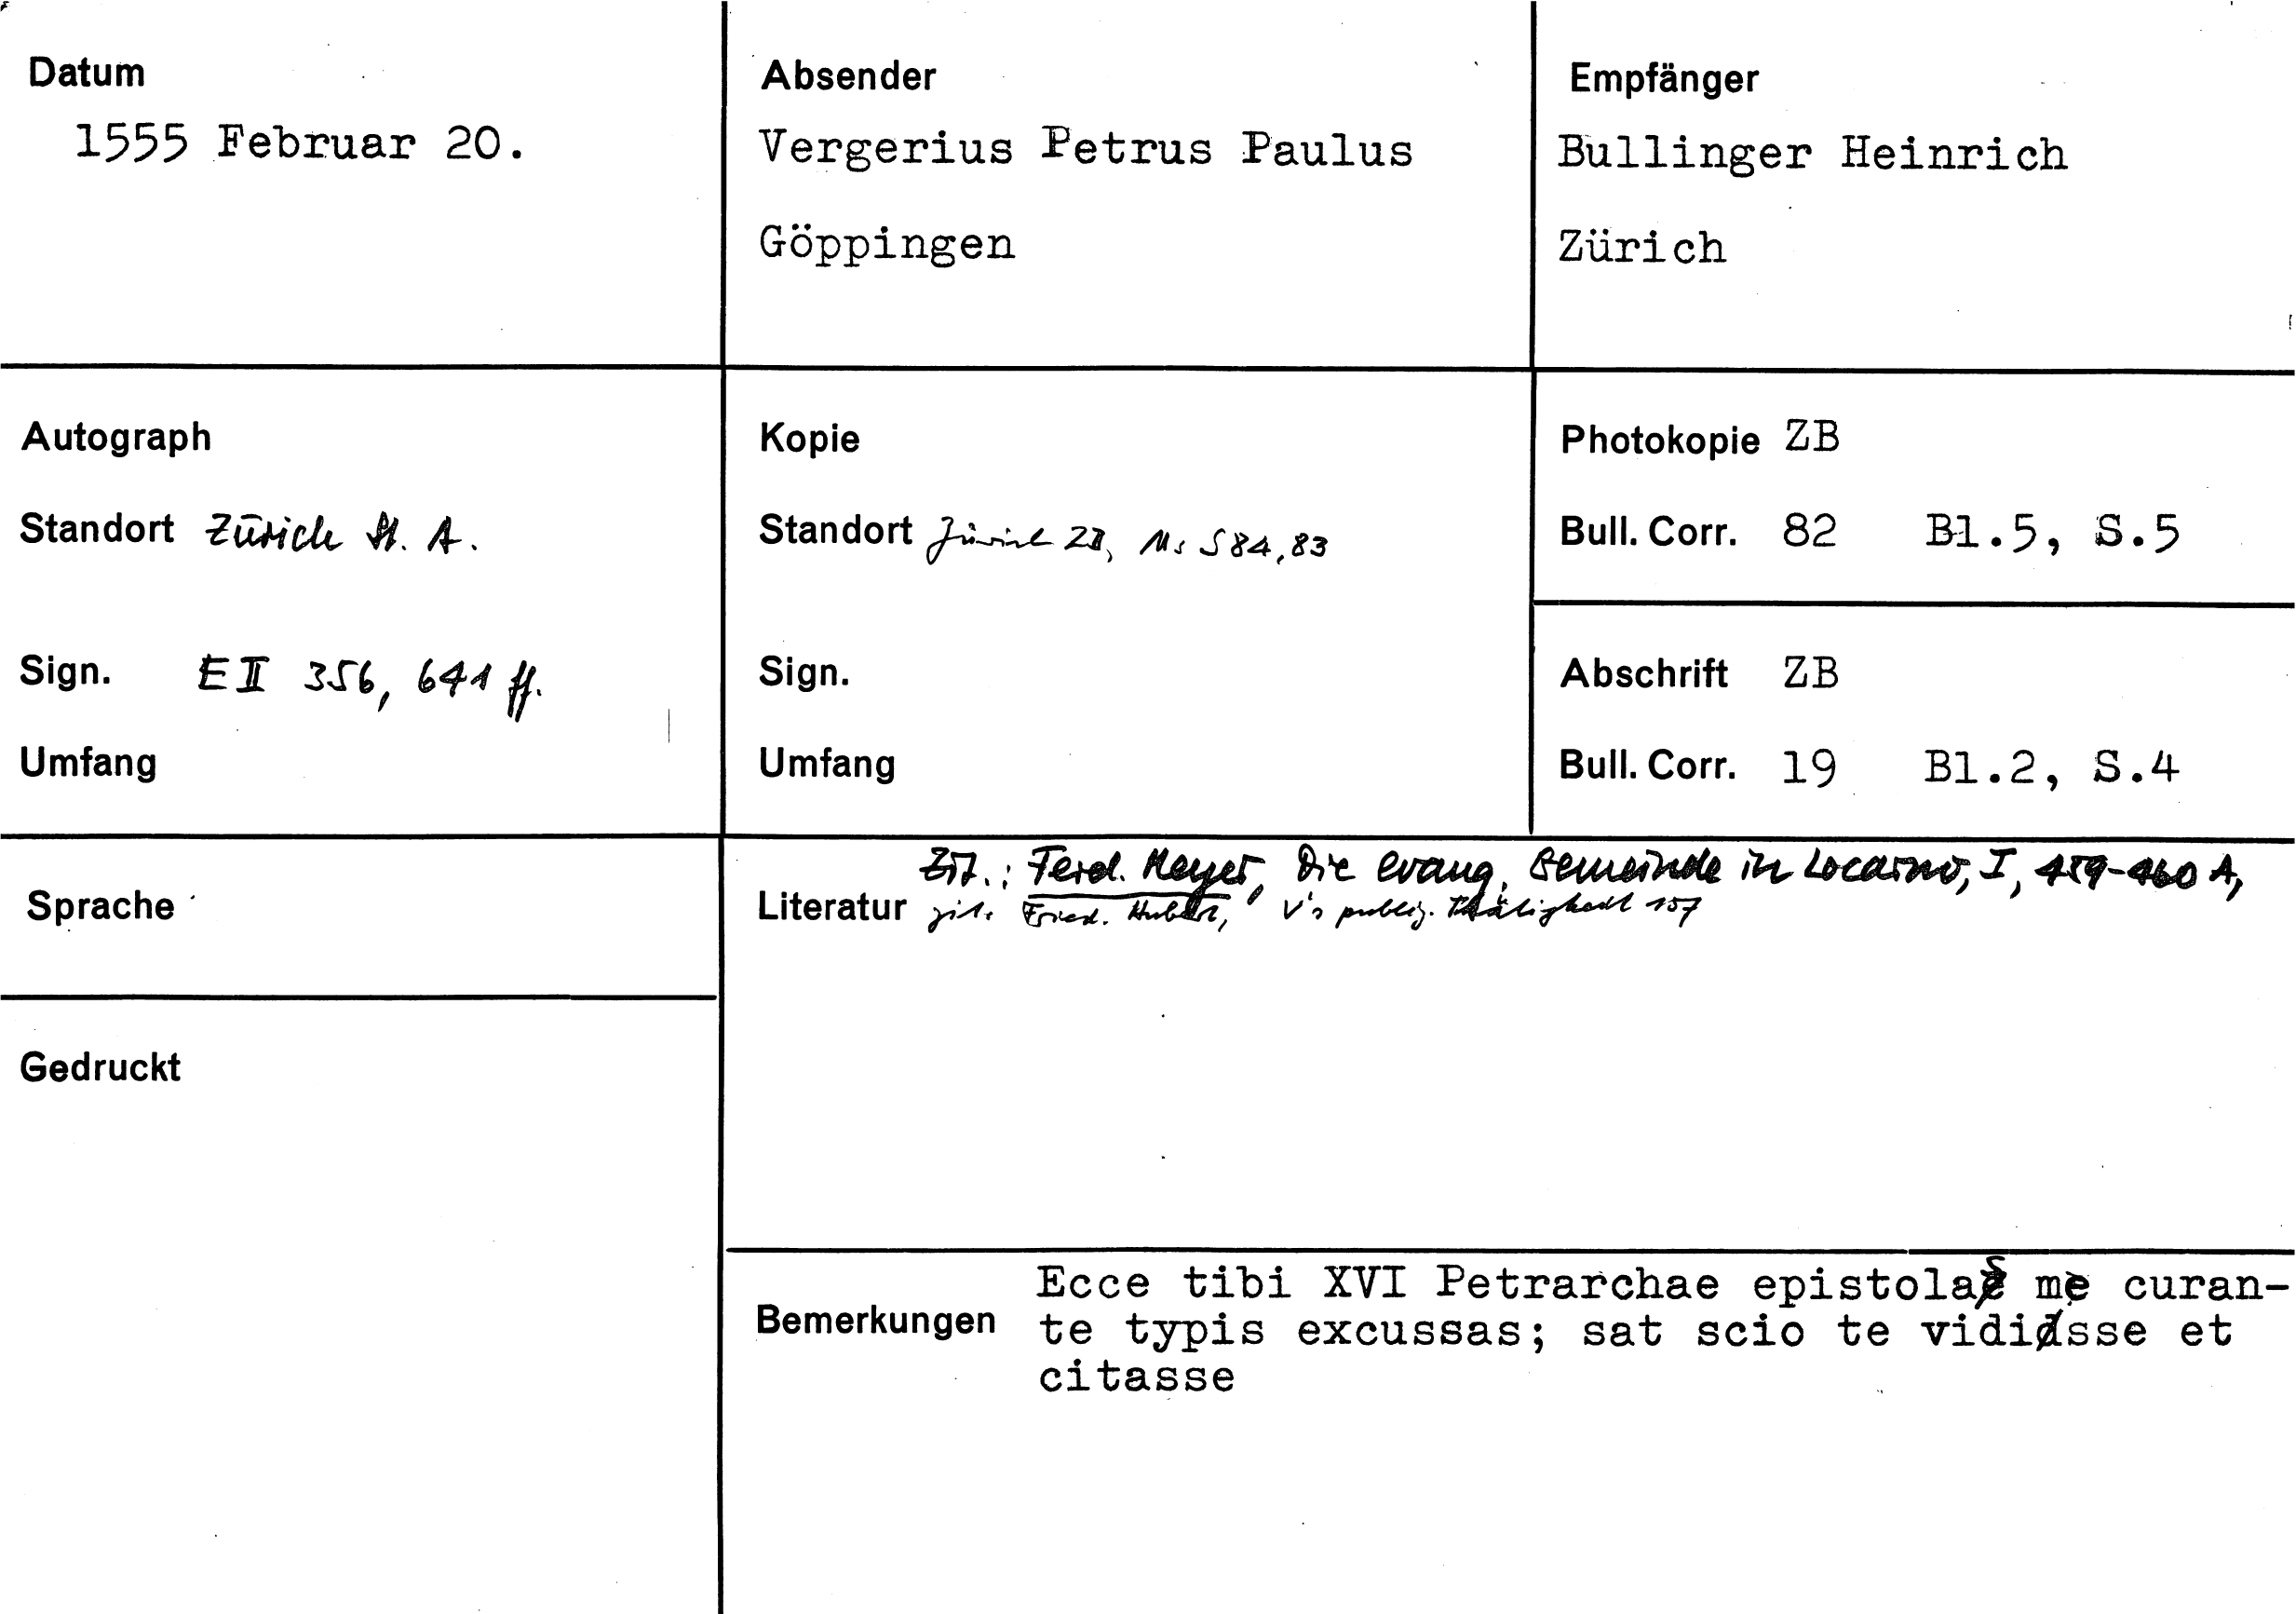 Datum
1555 Februar 20.
Absender
Vergerius Petrus Paulus
Göppingen
Empfänger
Bullinger Heinrich
Zürich
Autograph
Standort Zürich St. A.
Sign. E II 356, 641 ff.
Umfang
Kopie
Standort Zürich ZB, Ms S 84, 83
Sign.
Umfang
Photokopie ZB
Bull. Corr. 82 Bl.5, S.5
Abschrift ZB
Bull. Corr. 19 Bl.2, S.4
Sprache
Gedruckt
Zit.: Ferd. Meyer, Die evang. Gemeinde in Locarno, I, 459-460 A,
Literatur zit. Fried. Hubert, V's publiz. Thätigkeit 157
Ecce tibi XVI Petrarchae epistolas me curan-
Bemerkungen te typis excussas; sat scio te vidisse et
citasse